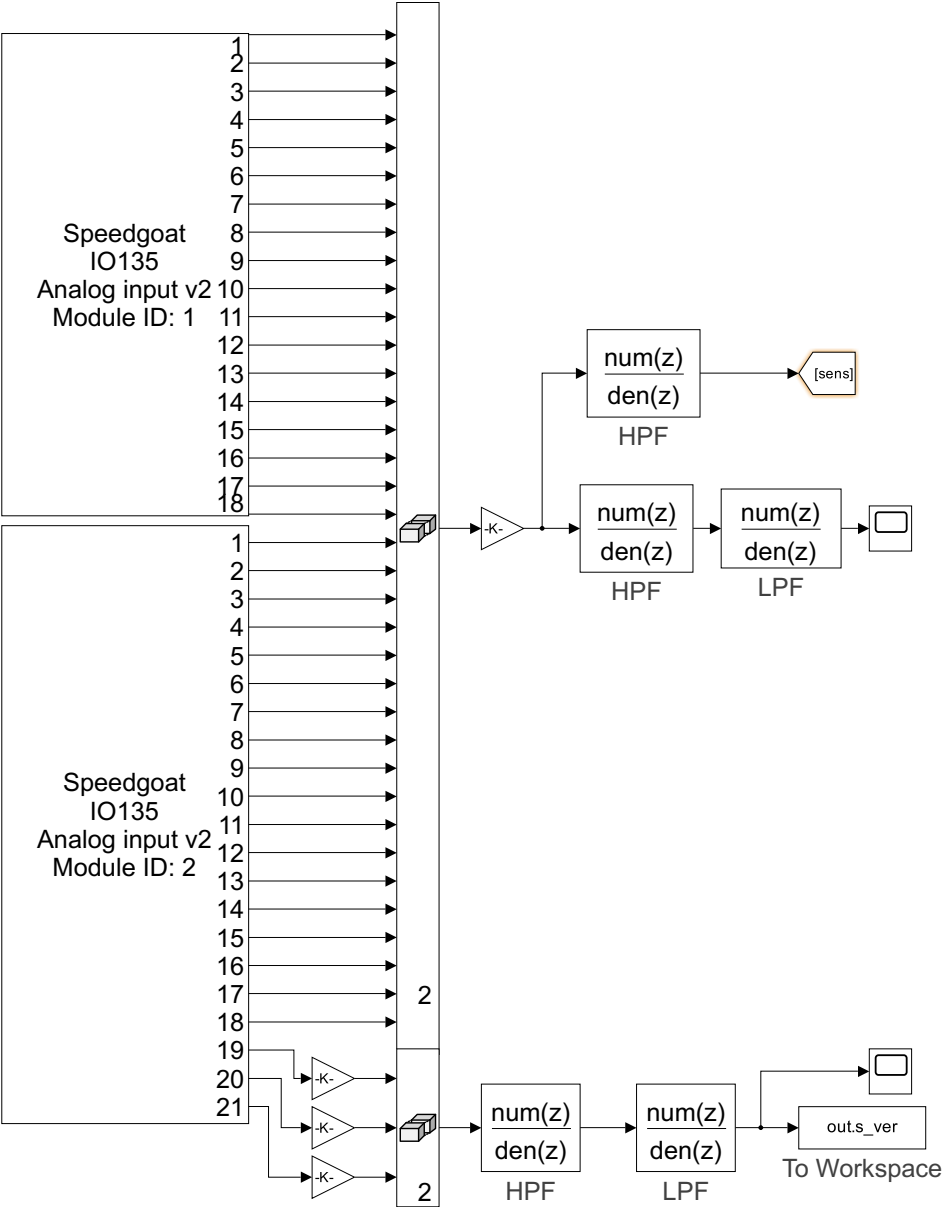 1
2
3
4
5
6
7
8
9
10
11
12
13
14
15
16
17
18
Speedgoat
IO135
Analog input v2
Module ID: 1
num(z)
den(z)
HPF
[sens]
-K-
num(z)
den(z)
HPF
num(z)
den(z)
LPF
1
2
3
4
5
6
7
8
9
10
11
12
13
14
15
16
17
18
19
20
21
Speedgoat
IO135
Analog input v2
Module ID: 2
2
-K-
-K-
-K-
2
num(z)
den(z)
HPF
num(z)
den(z)
LPF
out.s_ver
To Workspace